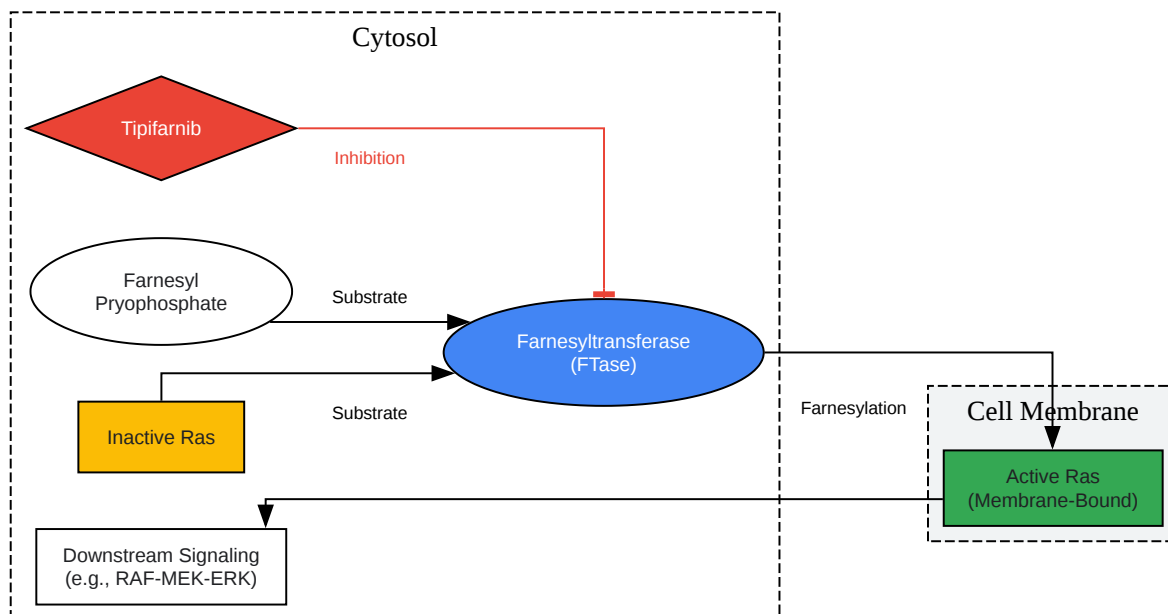 Cytosol
Tipifarnib
Inhibition
Farnesyl
Pryophosphate
Substrate
Farnesyltransferase
(FTase)
Substrate
Inactive Ras
Farnesylation
Cell Membrane
Active Ras
(Membrane-Bound)
Downstream Signaling
(e.g., RAF-MEK-ERK)